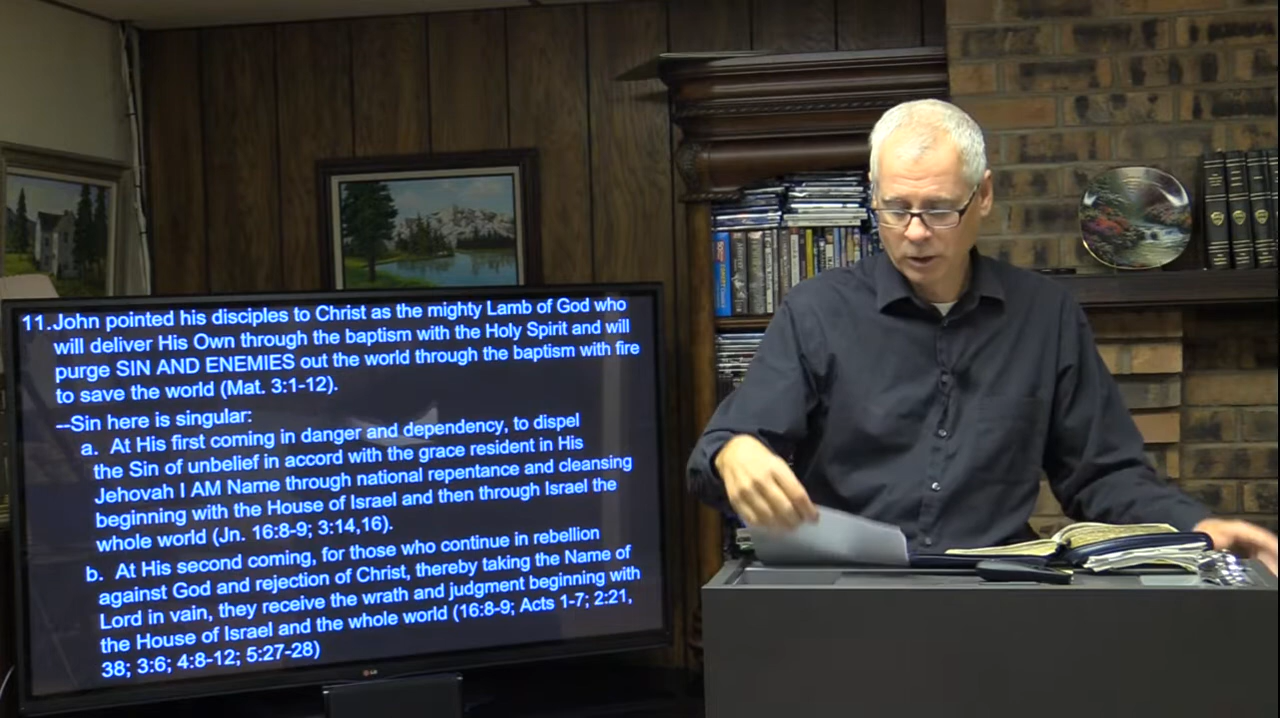 11.John pointed his disciples to Christ as the mighty Lamb of God who
will deliver His Own through the baptism with the Holy Spirit and will
purge SIN AND ENEMIES out the world through the baptism with fire
to save the world (Mat. 3:1-12).
--Sin here is singular:
a. At His first coming in danger and dependency, to dispel
the Sin of unbelief in accord with the grace resident in His
Jehovah I AM Name through national repentance and cleansing
beginning with the House of Israel and then through Israel the
whole world (Jn. 16:8-9; 3:14,16).
b. At His second coming, for those who continue in rebellion
against God and rejection of Christ, thereby taking the Name of
Lord in vain, they receive the wrath and judgment beginning with
the House of Israel and the whole world (16:8-9; Acts 1-7; 2:21,
38; 3:6; 4:8-12; 5:27-28)
LG